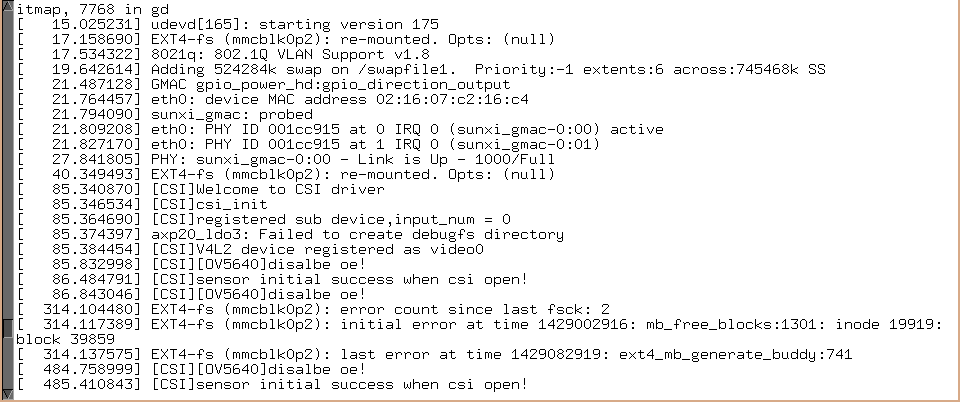 itmap, 7768 in gd
[   15.025231] udevd[165]: starting version 175
[   17.158690] EXT4-fs (mmcblk0p2): re-mounted. Opts: (null)
[   17.534322] 8021q: 802.1Q VLAN Support v1.8
[   19.642614] Adding 524284k swap on /swapfile1.  Priority:-1 extents:6 across:745468k SS
[   21.487128] GMAC gpio_power_hd:gpio_direction_output
[   21.764457] eth0: device MAC address 02:16:07:c2:16:c4
[   21.794090] sunxi_gmac: probed
[   21.809208] eth0: PHY ID 001cc915 at 0 IRQ 0 (sunxi_gmac-0:00) active
[   21.827170] eth0: PHY ID 001cc915 at 1 IRQ 0 (sunxi_gmac-0:01)
[   27.841805] PHY: sunxi_gmac-0:00 - Link is Up - 1000/Full
[   40.349493] EXT4-fs (mmcblk0p2): re-mounted. Opts: (null)
[   85.340870] [CSI]Welcome to CSI driver
[   85.346534] [CSI]csi_init
[   85.364690] [CSI]registered sub device,input_num = 0
[   85.374397] axp20_ldo3: Failed to create debugfs directory
[   85.384454] [CSI]V4L2 device registered as video0
[   85.832998] [CSI][OV5640]disalbe oe!
[   86.484791] [CSI]sensor initial success when csi open!
[   86.843046] [CSI][OV5640]disalbe oe!
[  314.104480] EXT4-fs (mmcblk0p2): error count since last fsck: 2
[  314.117389] EXT4-fs (mmcblk0p2): initial error at time 1429002916: mb_free_blocks:1301: inode 19919:
block 39859
[  314.137575] EXT4-fs (mmcblk0p2): last error at time 1429082919: ext4_mb_generate_buddy:741
[  484.758999] [CSI][OV5640]disalbe oe!
[  485.410843] [CSI]sensor initial success when csi open!